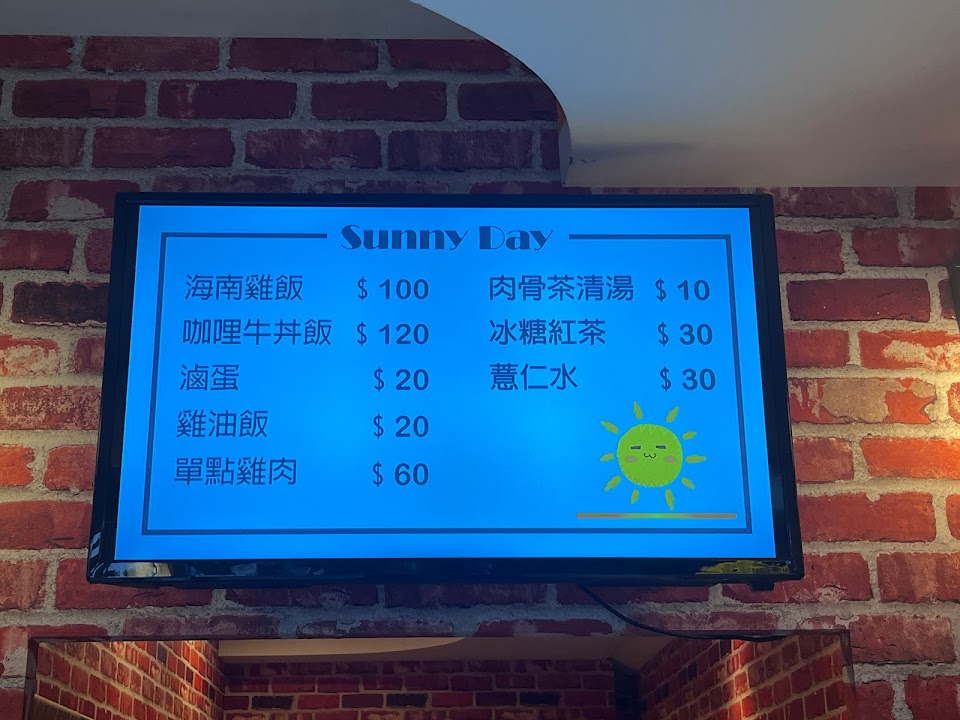 Sunny Day
海南雞飯 $ 100
咖哩牛丼飯 $ 120
滷蛋 $ 20
雞油飯 $ 20
單點雞肉 $ 60
肉骨茶清湯 $ 10
冰糖紅茶 $ 30
薏仁水 $ 30